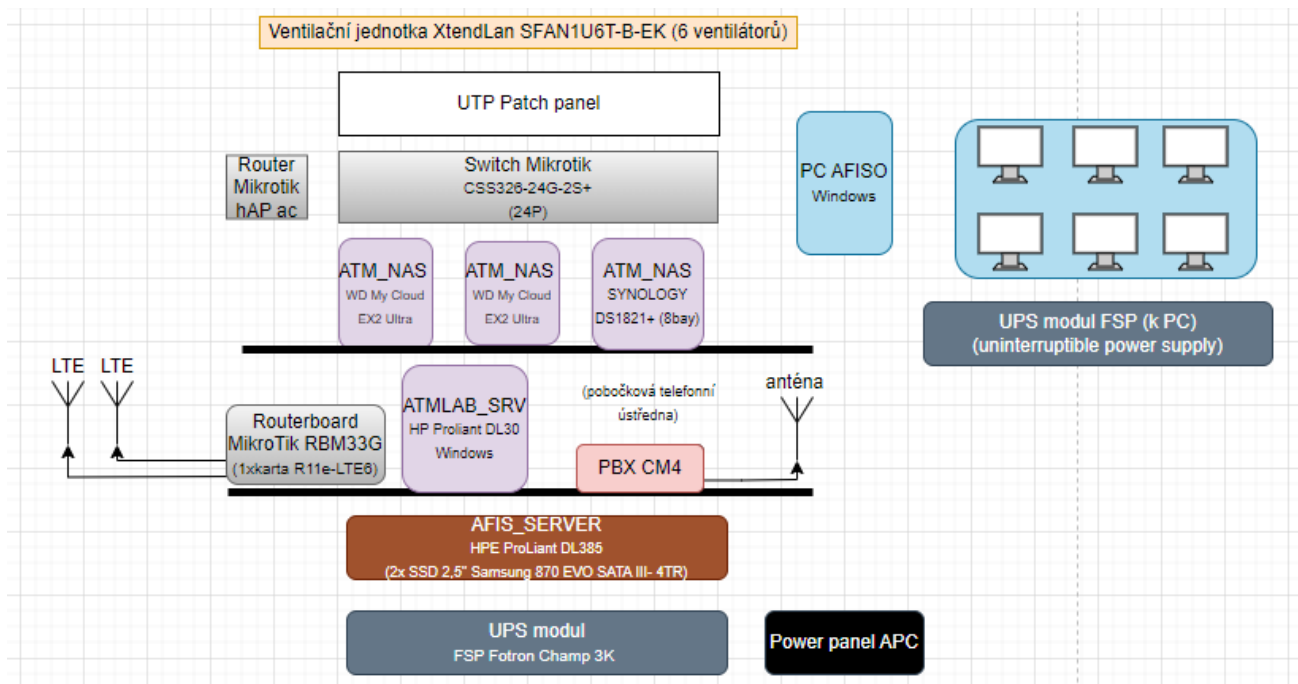 Ventilační jednotka XtendLan SFAN1U6T-B-EK (6 ventilátorů)
UTP Patch panel
Router
Mikrotik
hAP ac
Switch Mikrotik
CSS326-24G-2S+
(24P)
PC AFISO
Windows
ATM_NAS
WD My Cloud
EX2 Ultra
ATM_NAS
WD My Cloud
EX2 Ultra
ATM_NAS
SYNOLOGY
DS1821+ (8bay)
UPS modul FSP (k PC)
(uninterruptible power supply)
LTE
LTE
Routerboard
MikroTik RBM33G
(1xkarta R11e-LTE6)
ATMLAB_SRV
HP Proliant DL30
Windows
(pobočková telefonní
ústředna)
PBX CM4
anténa
AFIS_SERVER
HPE ProLiant DL385
(2x SSD 2,5" Samsung 870 EVO SATA III- 4TR)
UPS modul
FSP Fotron Champ 3K
Power panel APC